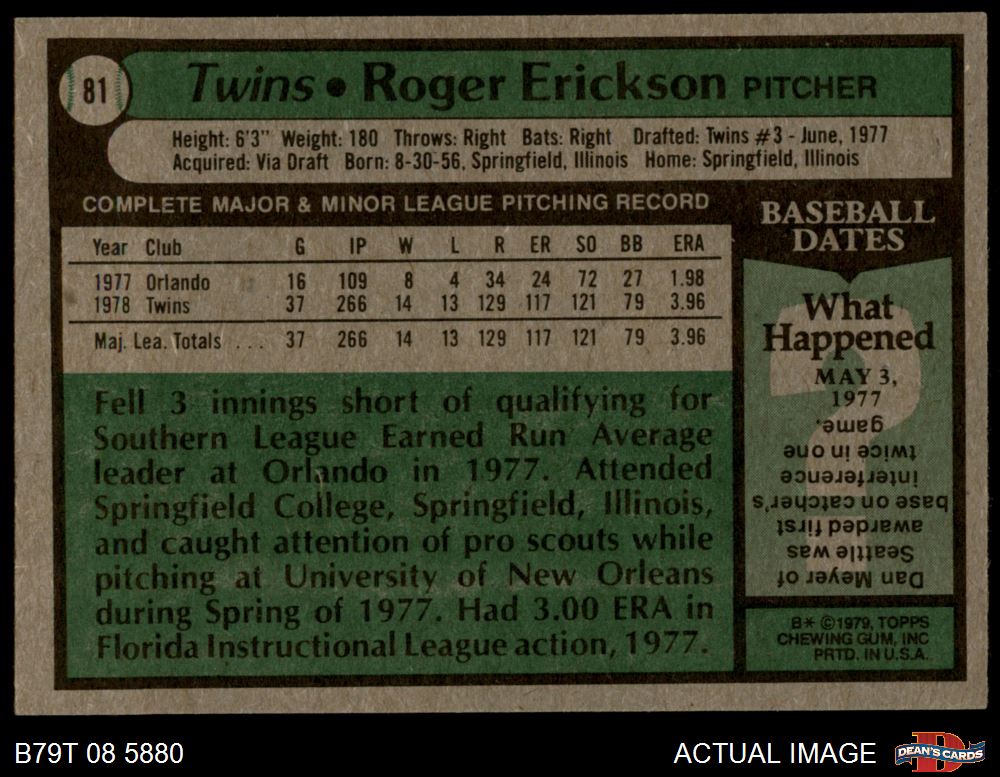 81
Twins • Roger Erickson PITCHER
Height: 6'3" Weight: 180 Throws: Right Bats: Right Drafted: Twins #3 - June, 1977
Acquired: Via Draft Born: 8-30-56, Springfield, Illinois Home: Springfield, Illinois
COMPLETE MAJOR & MINOR LEAGUE PITCHING RECORD
Year Club G IP W L R ER SO BB ERA
1977 Orlando 16 109 8 4 34 24 72 27 1.98
1978 Twins 37 266 14 13 129 117 121 79 3.96
Maj. Lea. Totals . . . 37 266 14 13 129 117 121 79 3.96
Fell 3 innings short of qualifying for
Southern League Earned Run Average
leader at Orlando in 1977. Attended
Springfield College, Springfield, Illinois,
and caught attention of pro scouts while
pitching at University of New Orleans
during Spring of 1977. Had 3.00 ERA in
Florida Instructional League action, 1977.
BASEBALL
DATES
What
Happened
MAY 3,
1977
?
Dan Meyer of
Seattle was
awarded first
base on catcher's
interference
twice in one
game.
B* ©1979, TOPPS
CHEWING GUM, INC
PRTD. IN U.S.A.
B79T 08 5880
ACTUAL IMAGE
D
DEAN'S CARDS